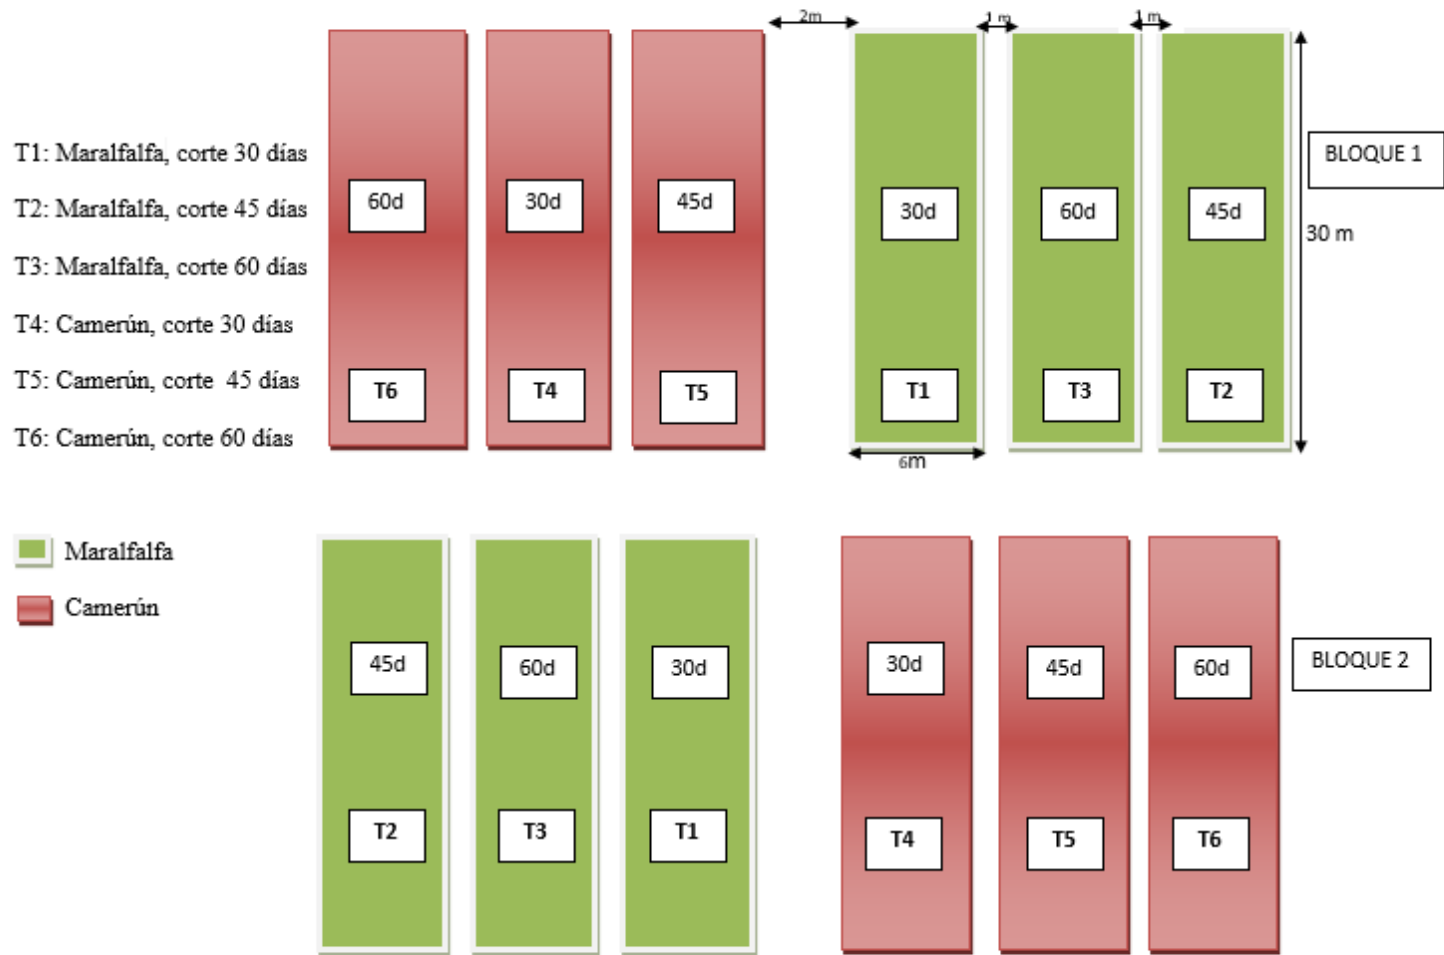 2m
1 m
1 m
T1: Maralfalfa, corte 30 días
T2: Maralfalfa, corte 45 días
T3: Maralfalfa, corte 60 días
T4: Camerún, corte 30 días
T5: Camerún, corte  45 días
T6: Camerún, corte 60 días
60d
30d
45d
30d
60d
45d
BLOQUE 1
30 m
T6
T4
T5
T1
T3
T2
6m
Maralfalfa
Camerún
45d
60d
30d
30d
45d
60d
BLOQUE 2
T2
T3
T1
T4
T5
T6